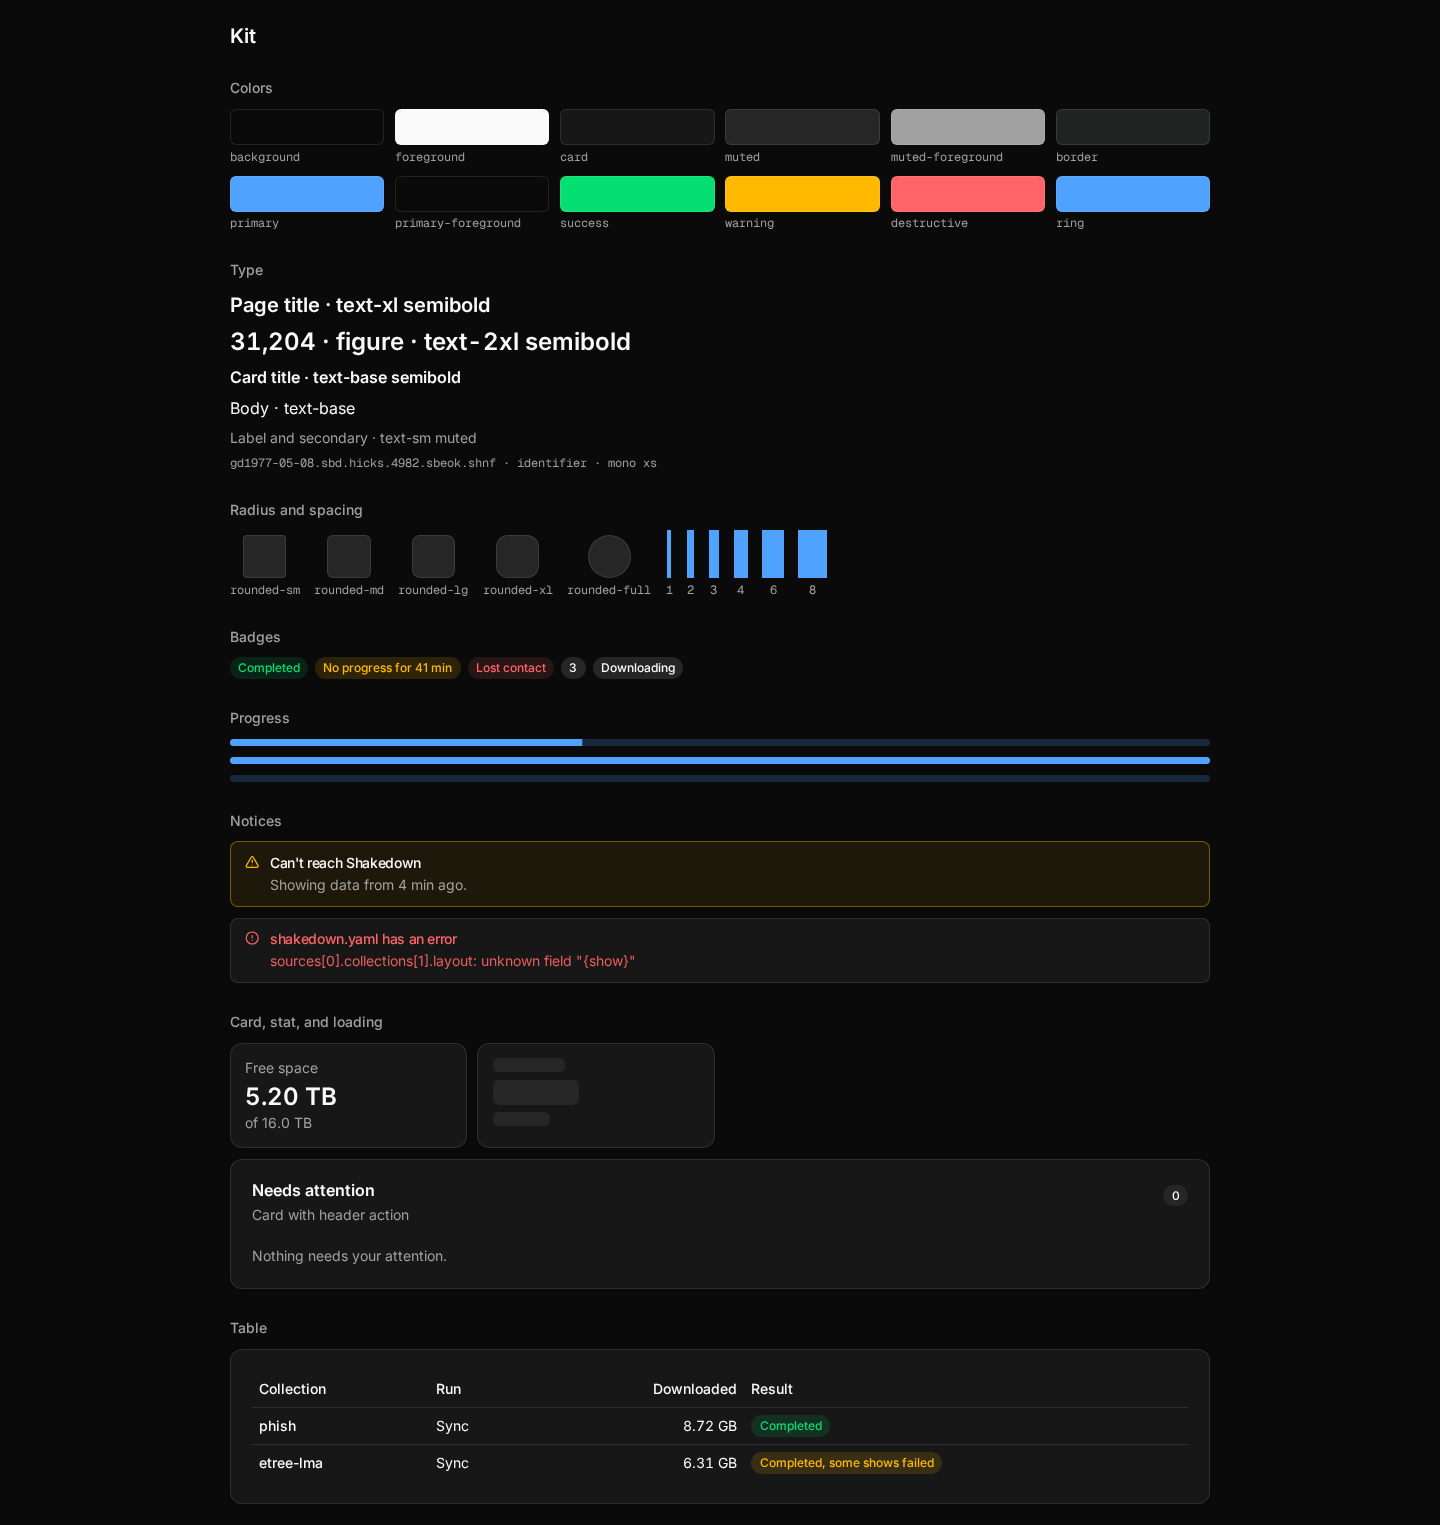 Kit
Colors
background foreground card muted muted-foreground border
primary primary-foreground success warning destructive ring
Type
Page title · text-xl semibold
31,204 · figure · text-2xl semibold
Card title · text-base semibold
Body · text-base
Label and secondary · text-sm muted
gd1977-05-08.sbd.hicks.4982.sbeok.shnf · identifier · mono xs
Radius and spacing
rounded-sm rounded-md rounded-lg rounded-xl rounded-full 1 2 3 4 6 8
Badges
Completed No progress for 41 min Lost contact 3 Downloading
Progress
Notices
Can't reach Shakedown
Showing data from 4 min ago.
shakedown.yaml has an error
sources[0].collections[1].layout: unknown field "{show}"
Card, stat, and loading
Free space
5.20 TB
of 16.0 TB
Needs attention
0
Card with header action
Nothing needs your attention.
Table
Collection Run Downloaded Result
phish Sync 8.72 GB Completed
etree-lma Sync 6.31 GB Completed, some shows failed